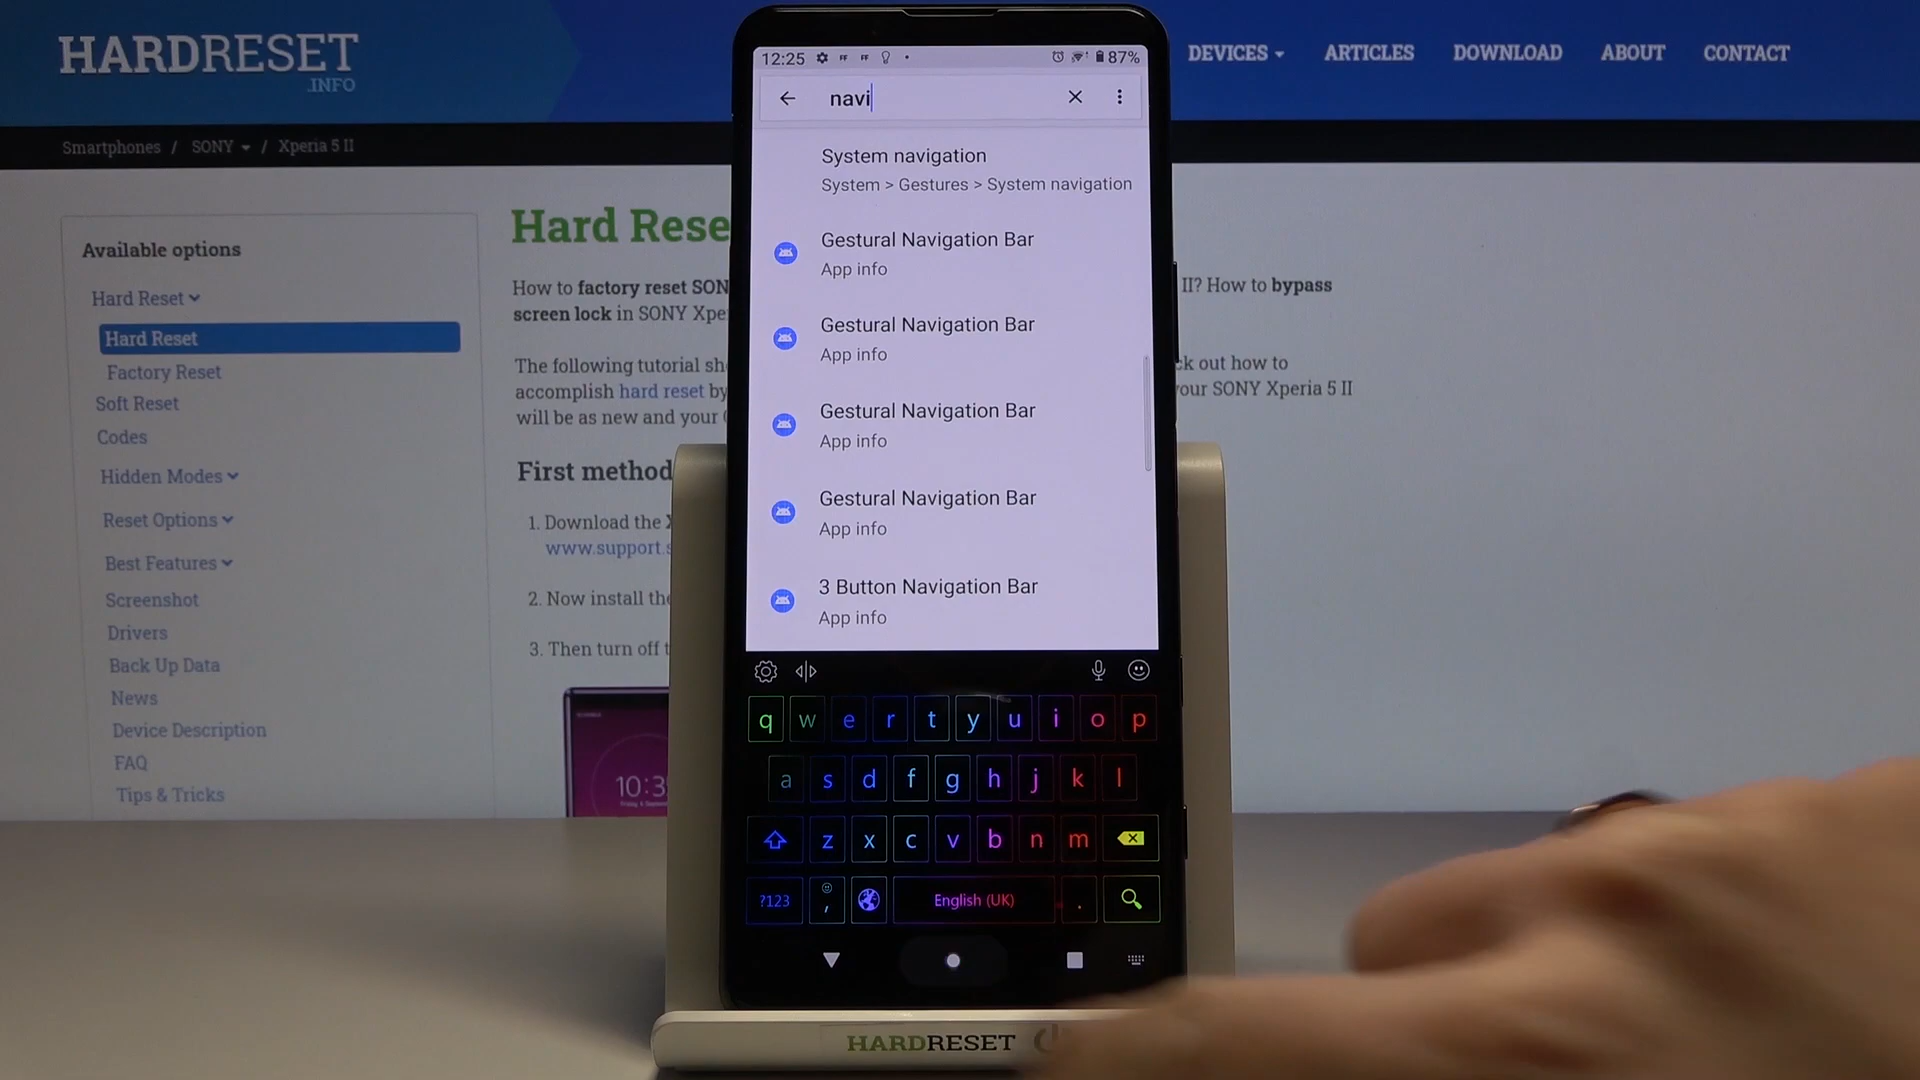 HARDRESET
.INFO
DEVICES
ARTICLES
DOWNLOAD
ABOUT
CONTACT
Smartphones / SONY / Xperia 5 II
Available options
Hard Reset
Hard Reset
Factory Reset
Soft Reset
Codes
Hidden Modes
Reset Options
Best Features
Screenshot
Drivers
Back Up Data
News
Device Description
FAQ
Tips & Tricks
Hard Rese
How to factory reset SON
II? How to bypass
screen lock in SONY Xpe
The following tutorial sh
ck out how to
accomplish hard reset by
your SONY Xperia 5 II
will be as new and your
First method
1. Download the
www.support.s
2. Now install the
3. Then turn off t
10:3
12:25
87%
navi
System navigation
System > Gestures > System navigation
Gestural Navigation Bar
App info
Gestural Navigation Bar
App info
Gestural Navigation Bar
App info
Gestural Navigation Bar
App info
3 Button Navigation Bar
App info
q w e r t y u i o p
a s d f g h j k l
z x c v b n m
?123 , English (UK) .
HARDRESET